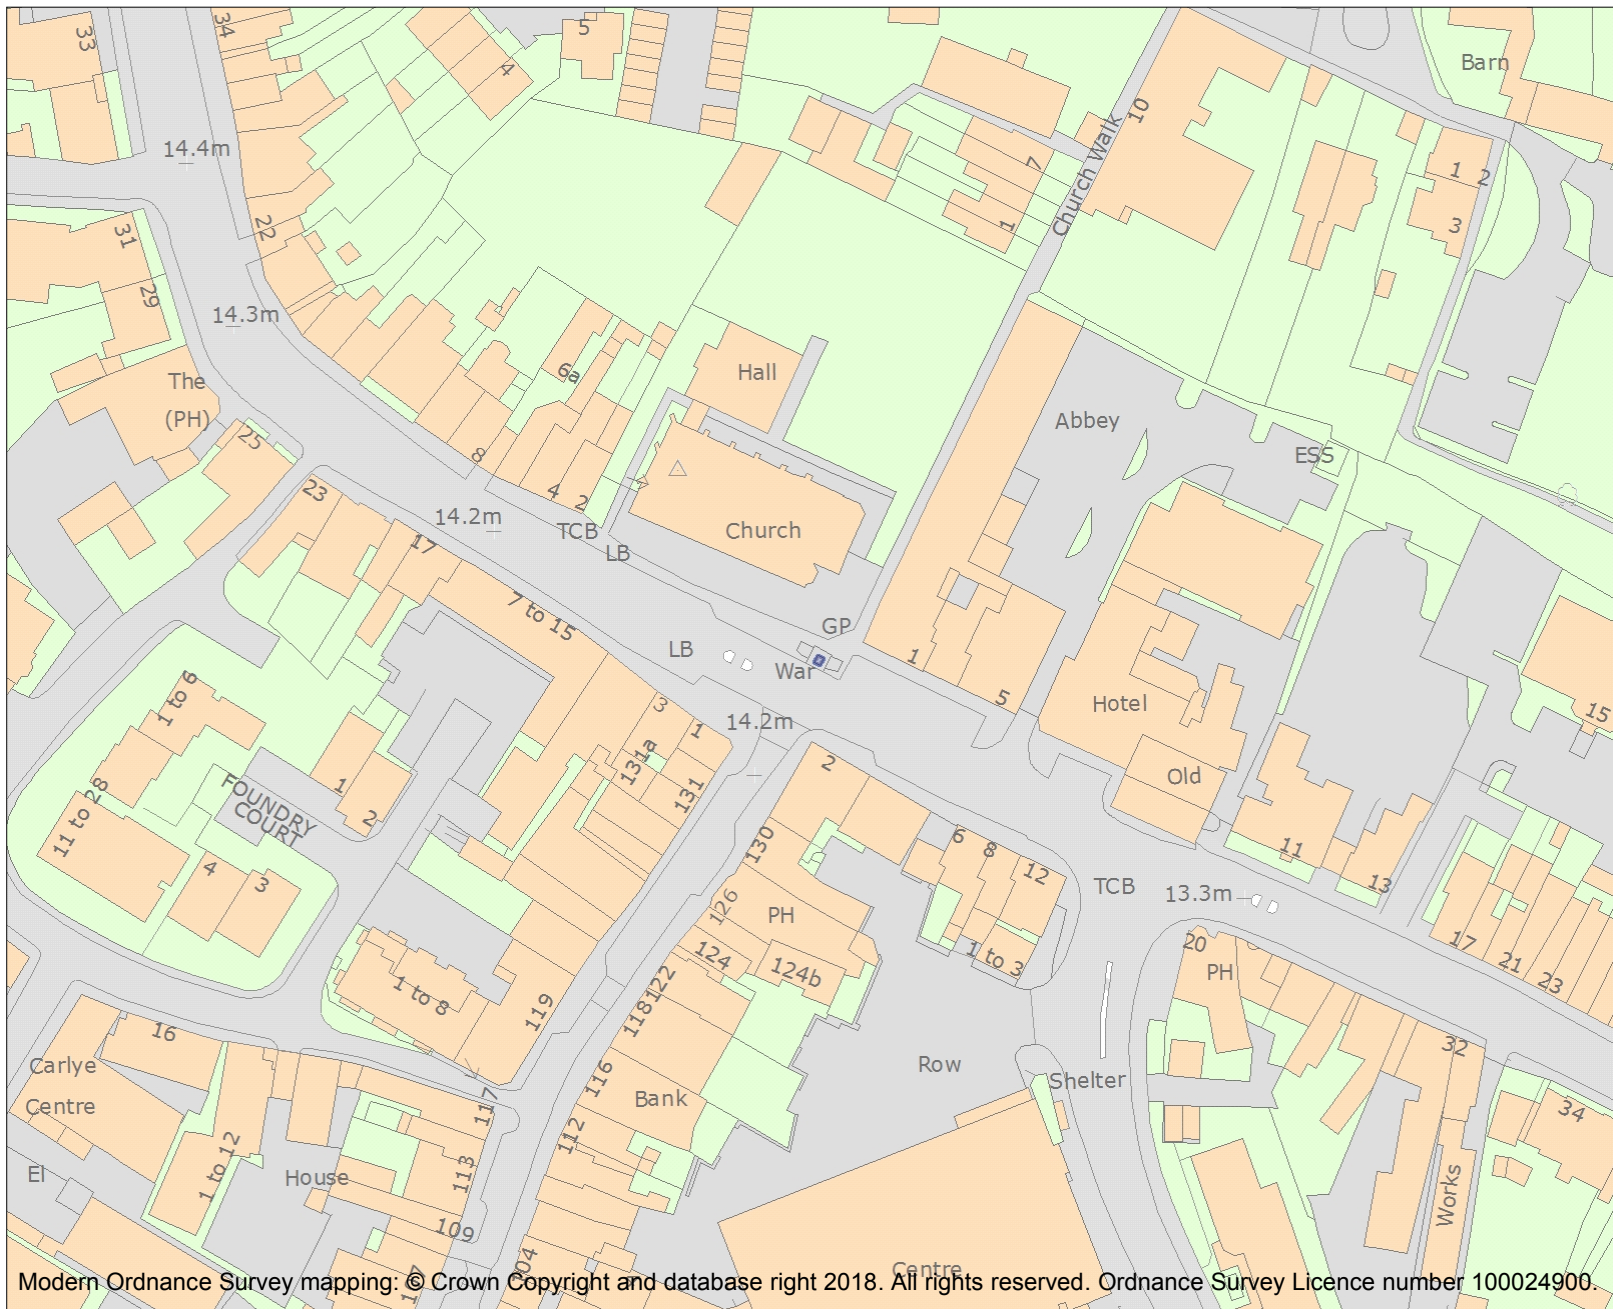 33
34
5
4
Barn
10
14.4m
7
Church Walk
1 2
3
1
22
31
29
14.3m
The
(PH)
6a
Hall
Abbey
25
8
ESS
23
4 2
14.2m
TCB
LB
Church
17
7 to 15
GP
LB
War
1
5
1 to 6
3
1
14.2m
Hotel
15
131a
131
2
Old
FOUNDRY
COURT
1
2
11 to 28
130
6
8
12
11
13
TCB
13.3m
4
3
126
PH
124
124b
1 to 3
20
PH
17
21
23
122
118
1 to 8
119
16
32
Carlye
Centre
Row
Shelter
116
Bank
117
34
112
El
1 to 12
House
113
Works
109
104
107
Centre
Modern Ordnance Survey mapping: © Crown Copyright and database right 2018. All rights reserved. Ordnance Survey Licence number 100024900.